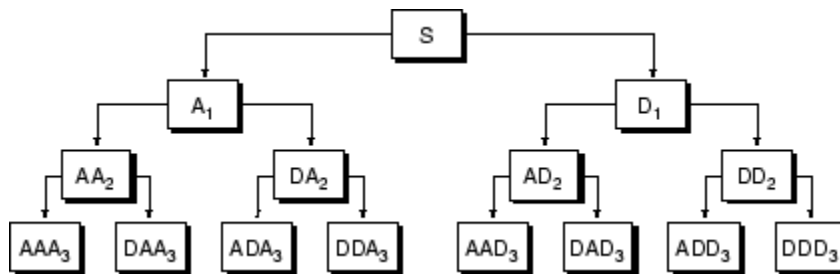 S
A₁ D₁
AA₂ DA₂ AD₂ DD₂
AAA₃ DAA₃ ADA₃ DDA₃ AAD₃ DAD₃ ADD₃ DDD₃